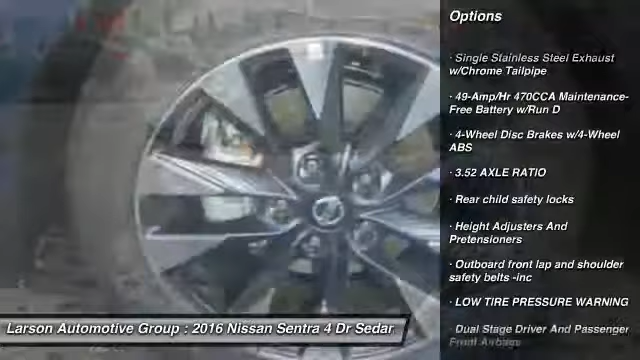 Options
· Single Stainless Steel Exhaust
w/Chrome Tailpipe
· 49-Amp/Hr 470CCA Maintenance-
Free Battery w/Run D
· 4-Wheel Disc Brakes w/4-Wheel
ABS
· 3.52 AXLE RATIO
· Rear child safety locks
· Height Adjusters And
Pretensioners
· Outboard front lap and shoulder
safety belts -inc
· LOW TIRE PRESSURE WARNING
· Dual Stage Driver And Passenger
Front Airbags
Larson Automotive Group : 2016 Nissan Sentra 4 Dr Sedar